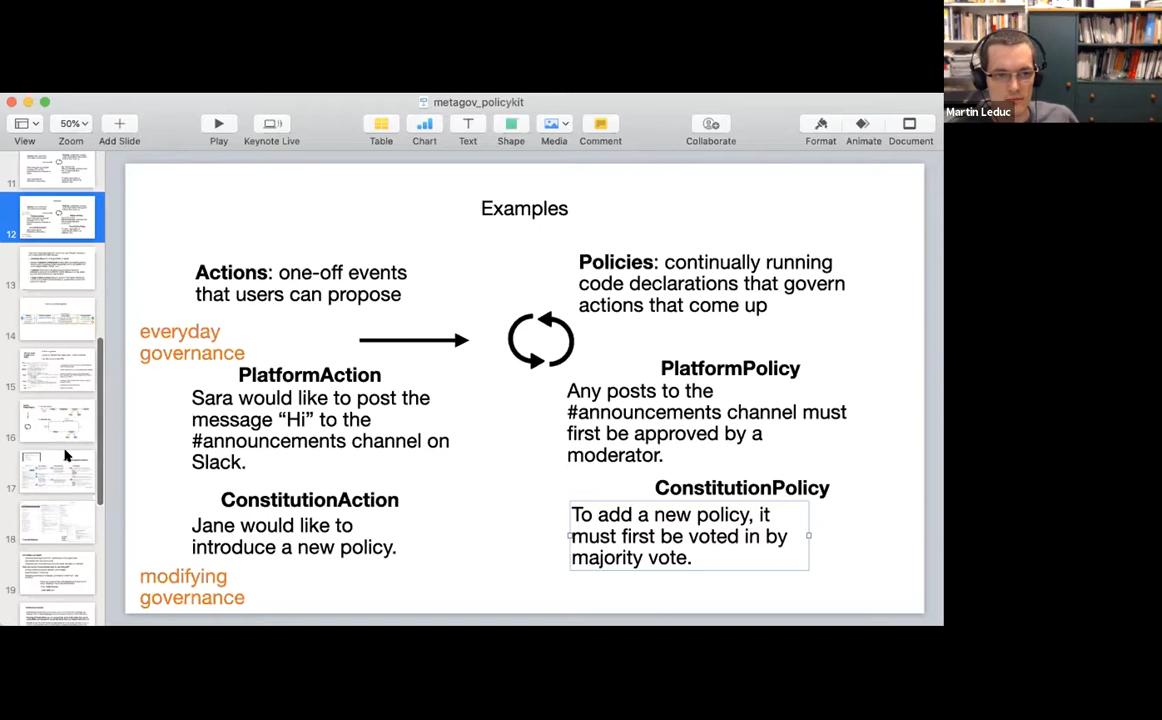 Martin Leduc
metagov_policykit
50%
View
Zoom
Add Slide
Play
Keynote Live
Table
Chart
Text
Shape
Media
Comment
Collaborate
Format
Animate
Document
11
12
13
14
15
16
17
18
19
Examples
Actions: one-off events
that users can propose
Policies: continually running
code declarations that govern
actions that come up
everyday
governance
PlatformAction
Sara would like to post the
message “Hi” to the
#announcements channel on
Slack.
PlatformPolicy
Any posts to the
#announcements channel must
first be approved by a
moderator.
ConstitutionAction
Jane would like to
introduce a new policy.
ConstitutionPolicy
To add a new policy, it
must first be voted in by
majority vote.
modifying
governance